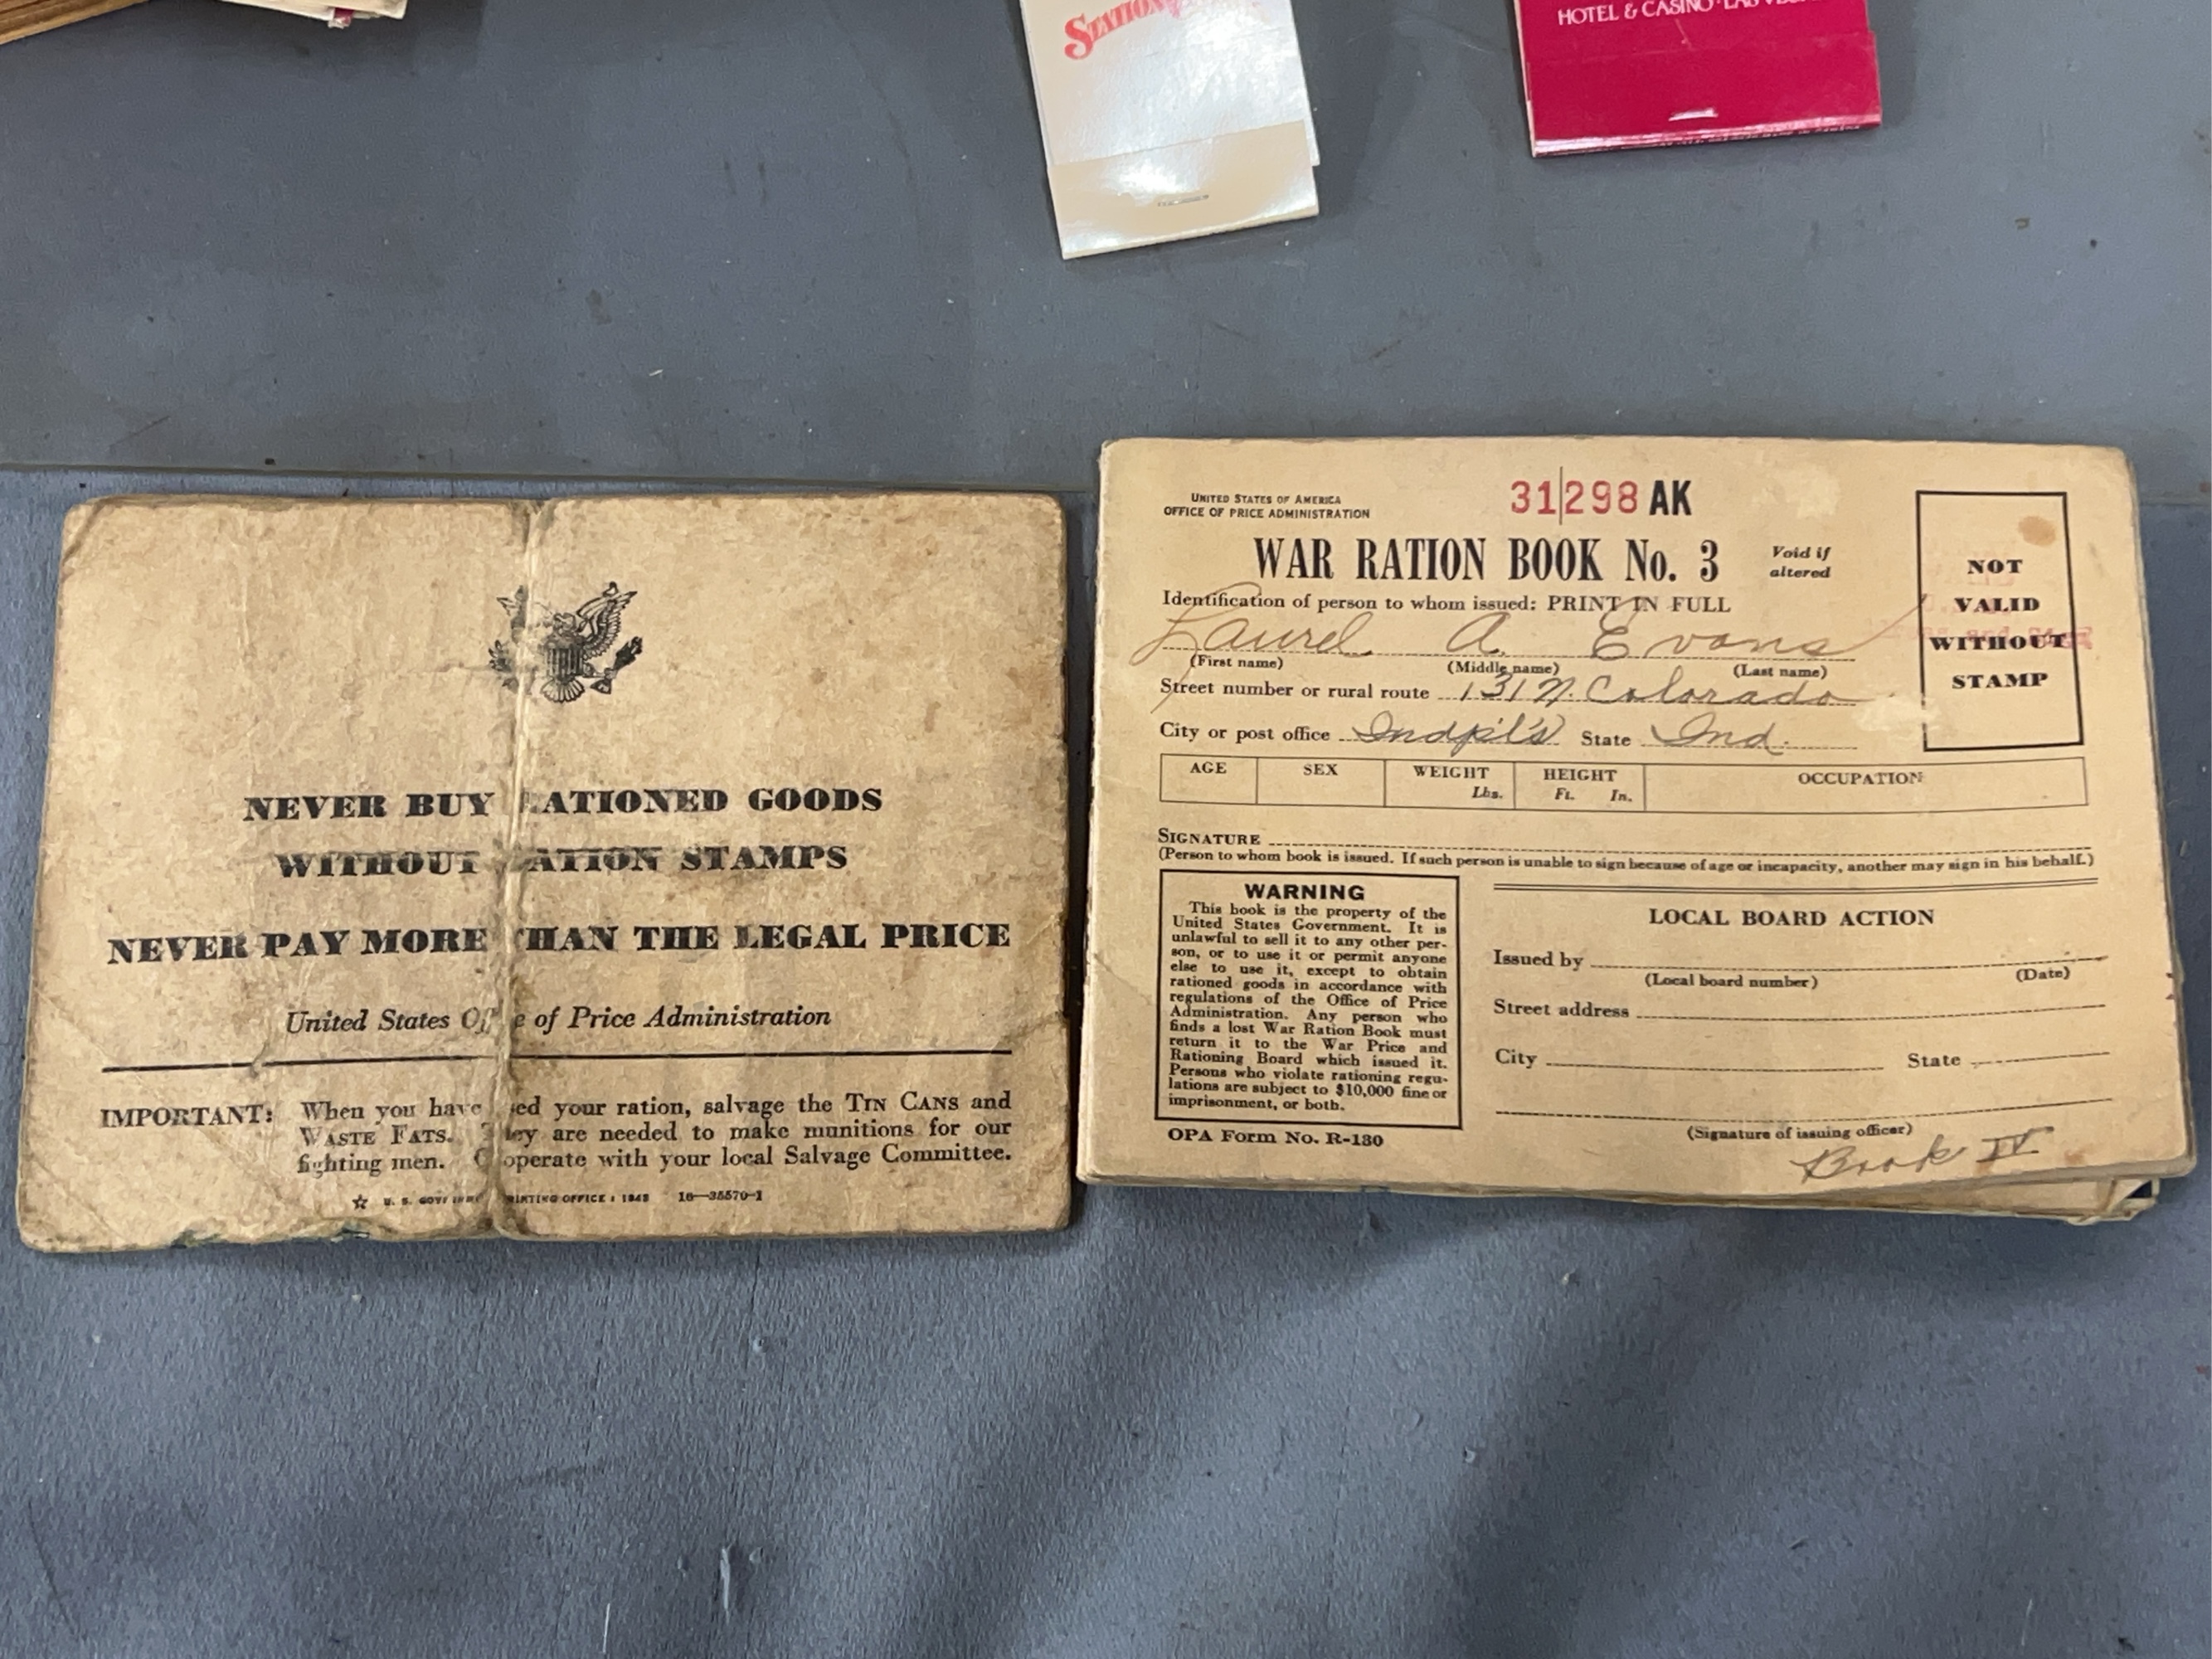 STATION
HOTEL & CASINO · LAS
NEVER BUY RATIONED GOODS
WITHOUT RATION STAMPS
NEVER PAY MORE THAN THE LEGAL PRICE
United States Office of Price Administration
IMPORTANT: When you have used your ration, salvage the TIN CANS and
WASTE FATS. They are needed to make munitions for our
fighting men. Cooperate with your local Salvage Committee.
☆ U. S. GOVERNMENT PRINTING OFFICE : 1943 16—35570-1
UNITED STATES OF AMERICA
OFFICE OF PRICE ADMINISTRATION
31298 AK
WAR RATION BOOK No. 3
Void if
altered
NOT
VALID
WITHOUT
STAMP
Identification of person to whom issued: PRINT IN FULL
Laurel A. Evans
(First name) (Middle name) (Last name)
Street number or rural route 131 N. Colorado
City or post office Indpl's State Ind.
AGE SEX WEIGHT HEIGHT OCCUPATION
Lbs. Ft. In.
SIGNATURE
(Person to whom book is issued. If such person is unable to sign because of age or incapacity, another may sign in his behalf.)
WARNING
This book is the property of the
United States Government. It is
unlawful to sell it to any other per-
son, or to use it or permit anyone
else to use it, except to obtain
rationed goods in accordance with
regulations of the Office of Price
Administration. Any person who
finds a lost War Ration Book must
return it to the War Price and
Rationing Board which issued it.
Persons who violate rationing regu-
lations are subject to $10,000 fine or
imprisonment, or both.
OPA Form No. R-130
LOCAL BOARD ACTION
Issued by
(Local board number) (Date)
Street address
City State
(Signature of issuing officer)
Book IV